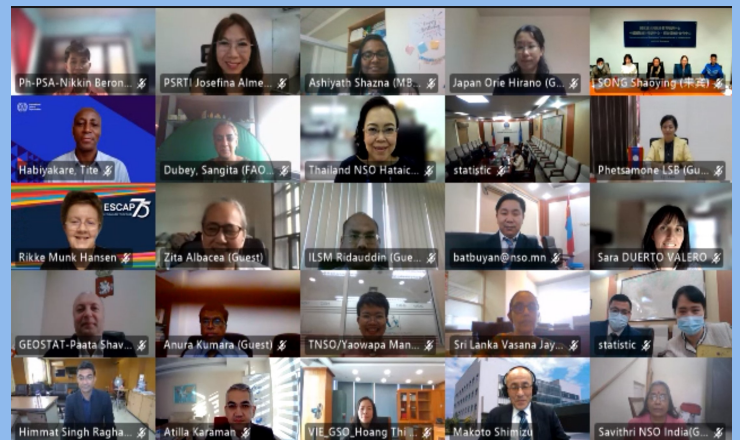 Ph-PSA-Nikkin Beron...
PSRTI Josefina Alme...
Ashiyath Shazna (MB...
Japan Orie Hirano (G...
SONG Shaoying
Habiyakare, Tite
Dubey, Sangita (FAO...
Thailand NSO Hataic...
statistic
Phetsamone LSB (Gu...
ESCAP 75
Rikke Munk Hansen
Zita Albacea (Guest)
ILSM Ridauddin (Gue...
batbuyan@nso.mn
Sara DUERTO VALERO
GEOSTAT-Paata Shav...
Anura Kumara (Guest)
TNSO/Yaowapa Man...
Sri Lanka Vasana Jay...
statistic
Himmat Singh Ragha...
Atilla Karaman
VIE_GSO_Hoang Thi ...
Makoto Shimizu
Savithri NSO India(G...